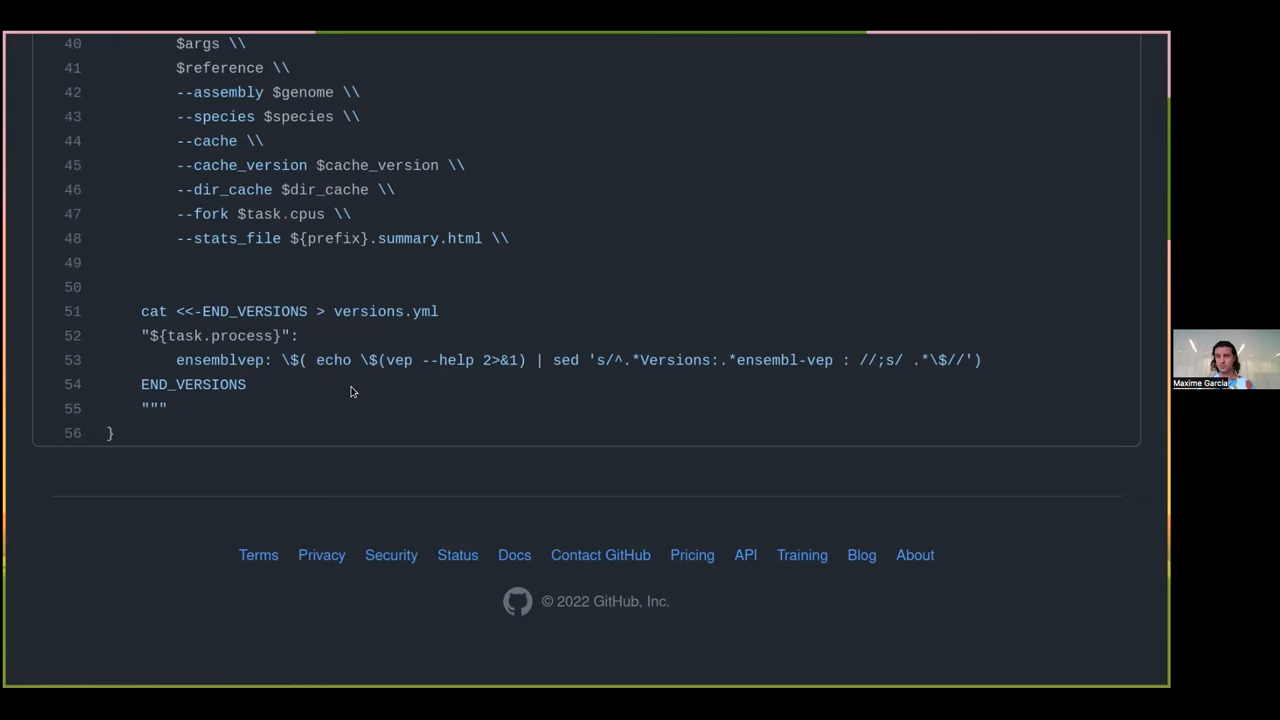 40 $args \\
41 $reference \\
42 --assembly $genome \\
43 --species $species \\
44 --cache \\
45 --cache_version $cache_version \\
46 --dir_cache $dir_cache \\
47 --fork $task.cpus \\
48 --stats_file ${prefix}.summary.html \\
49
50
51 cat <<-END_VERSIONS > versions.yml
52 "${task.process}":
53 ensemblvep: \$( echo \$(vep --help 2>&1) | sed 's/^.*Versions:.*ensembl-vep : //;s/ .*\$//')
54 END_VERSIONS
55 """
56 }
Maxime Garcia
Terms Privacy Security Status Docs Contact GitHub Pricing API Training Blog About
© 2022 GitHub, Inc.